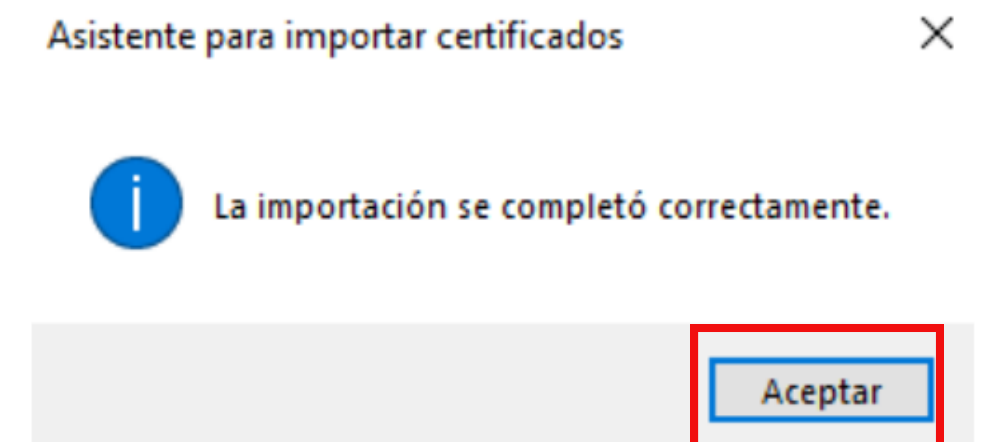 Asistente para importar certificados
La importación se completó correctamente.
Aceptar